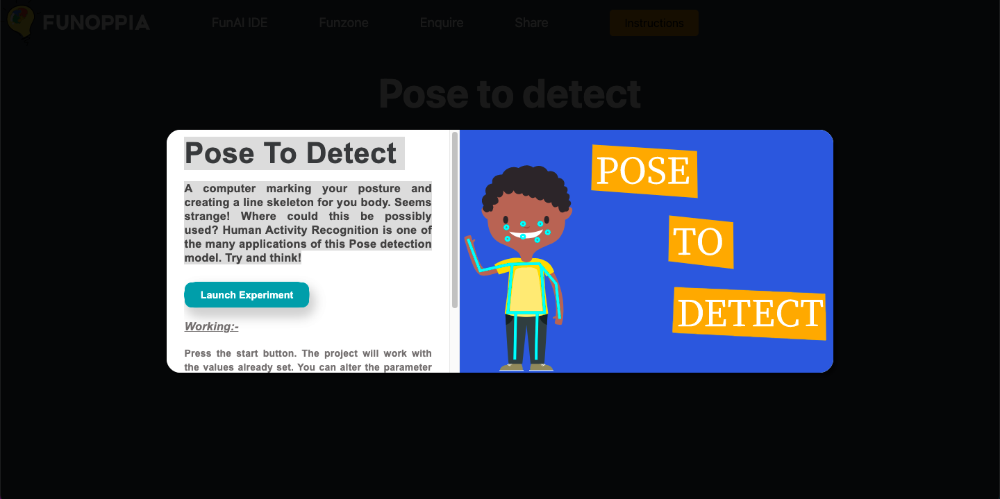 FUNOPPIA
FunAI IDE
Funzone
Enquire
Share
Instructions
Pose to detect
Pose To Detect
A computer marking your posture and
creating a line skeleton for you body. Seems
strange! Where could this be possibly
used? Human Activity Recognition is one of
the many applications of this Pose detection
model. Try and think!
Launch Experiment
Working:-
Press the start button. The project will work with
the values already set. You can alter the parameter
POSE
TO
DETECT